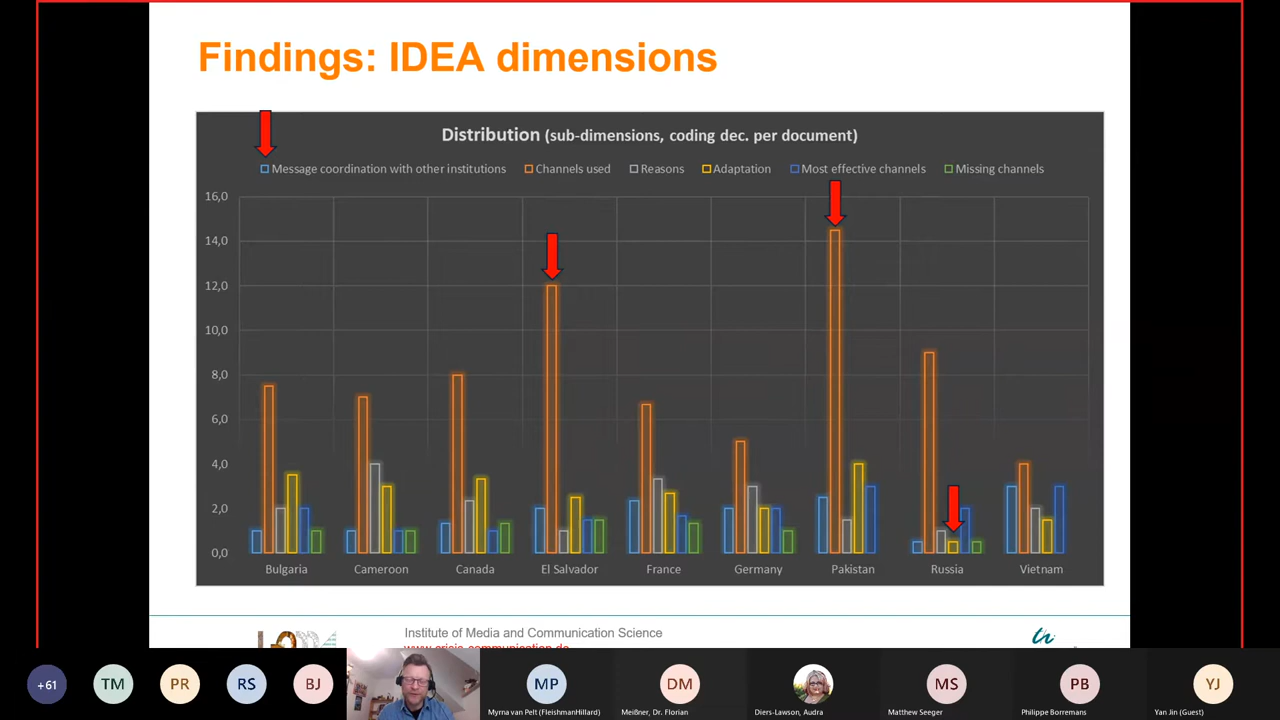 Findings: IDEA dimensions
Distribution (sub-dimensions, coding dec. per document)
Message coordination with other institutions Channels used Reasons Adaptation Most effective channels Missing channels
16,0
14,0
12,0
10,0
8,0
6,0
4,0
2,0
0,0
Bulgaria Cameroon Canada El Salvador France Germany Pakistan Russia Vietnam
Institute of Media and Communication Science
www.crisis-communication.de
+61 TM PR RS BJ MP DM MS PB YJ
Myrna van Pelt (FleishmanHillard) Meißner, Dr. Florian Diers-Lawson, Audra Matthew Seeger Philippe Borremans Yan Jin (Guest)